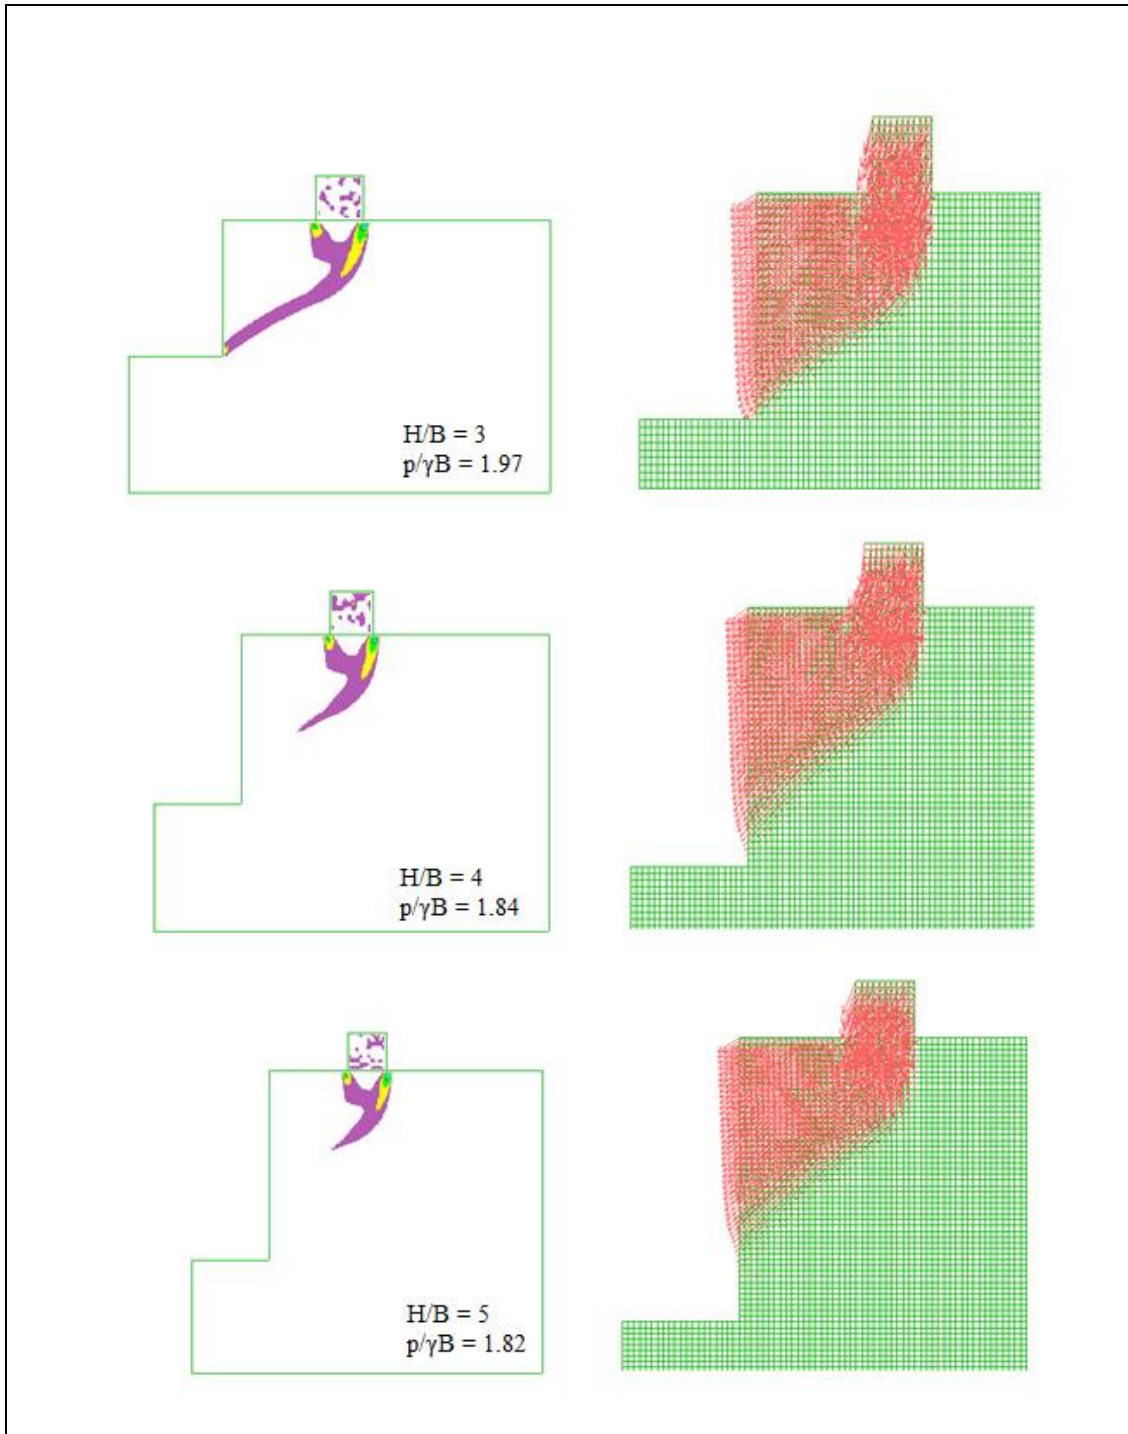 H/B = 3
p/γB = 1.97
H/B = 4
p/γB = 1.84
H/B = 5
p/γB = 1.82